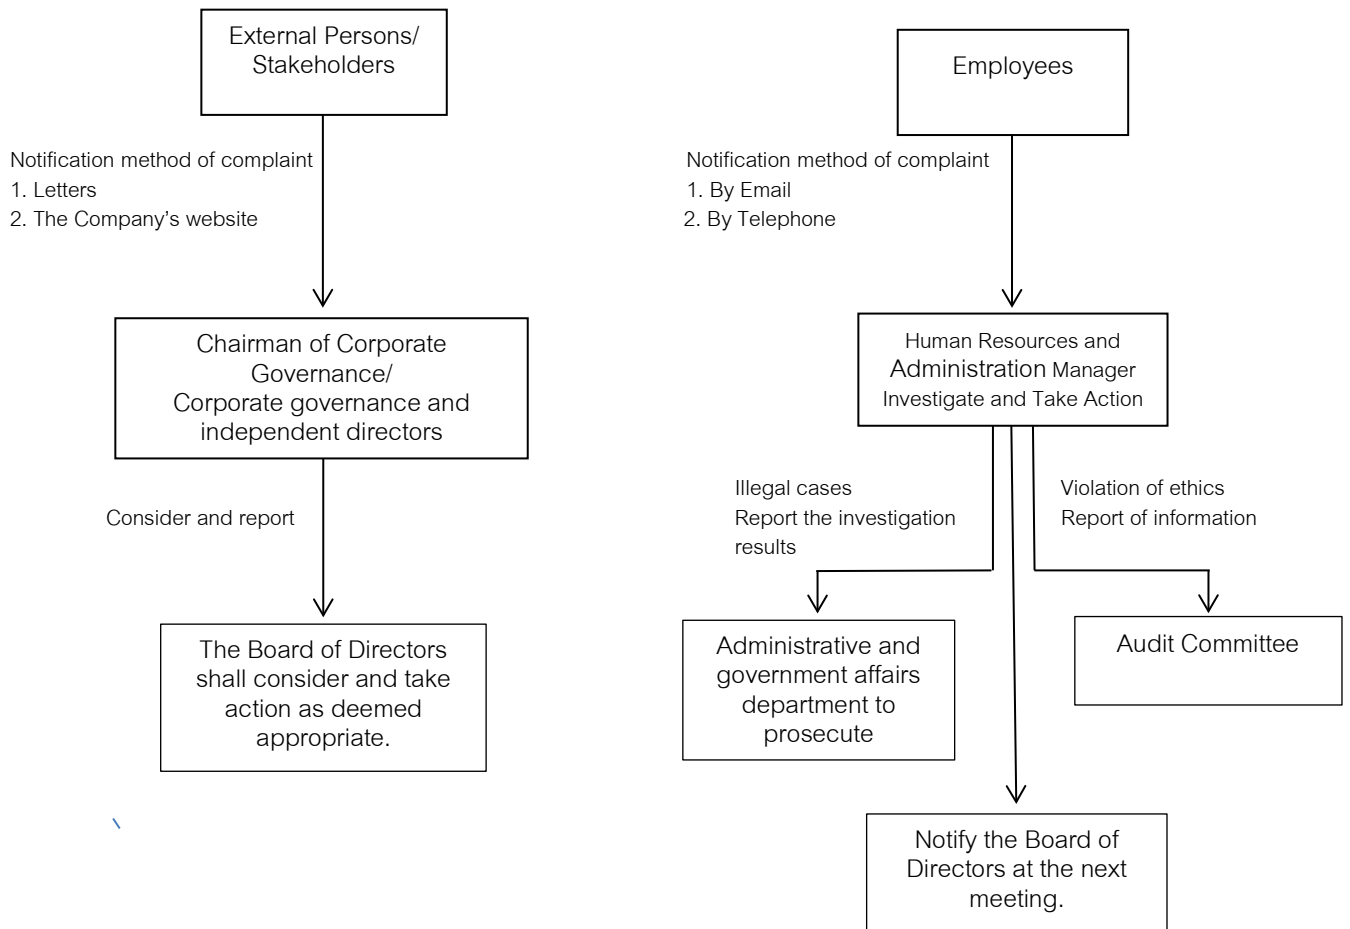 External Persons/
Stakeholders
Notification method of complaint
1. Letters
2. The Company's website
Chairman of Corporate
Governance/
Corporate governance and
independent directors
Consider and report
The Board of Directors
shall consider and take
action as deemed
appropriate.
Employees
Notification method of complaint
1. By Email
2. By Telephone
Human Resources and
Administration Manager
Investigate and Take Action
Illegal cases
Report the investigation
results
Violation of ethics
Report of information
Administrative and
government affairs
department to
prosecute
Audit Committee
Notify the Board of
Directors at the next
meeting.